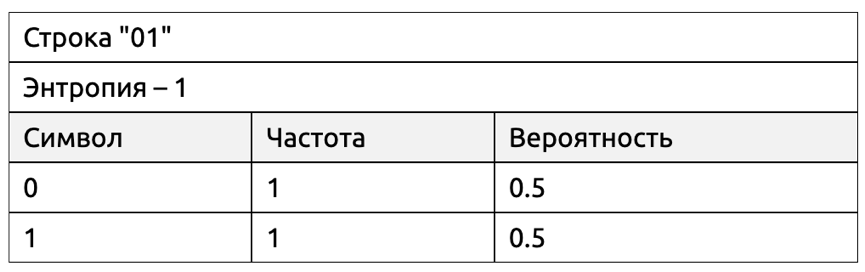 Строка "01"
Энтропия – 1
Символ Частота Вероятность
0 1 0.5
1 1 0.5